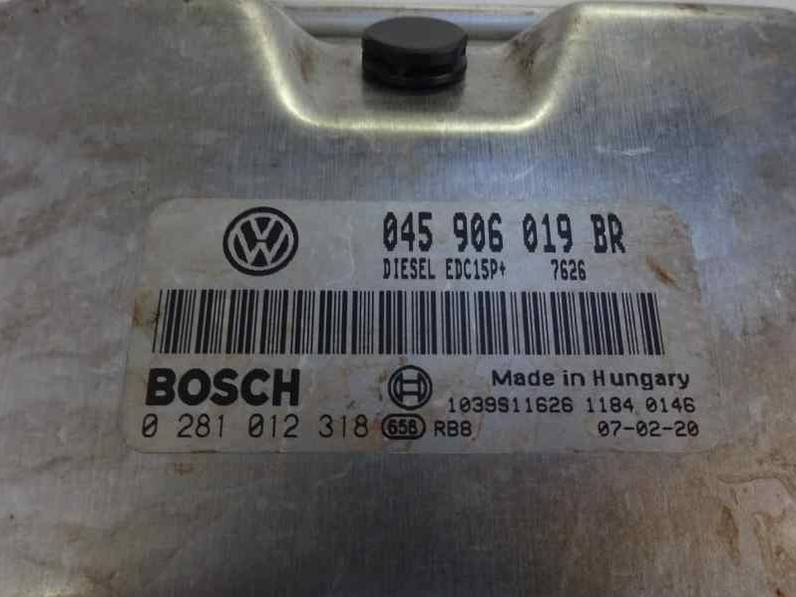 045 906 019 BR
DIESEL EDC15P+ 7626
BOSCH Made in Hungary
1039S11626 1184 0146
0 281 012 318 658 RBB 07-02-20